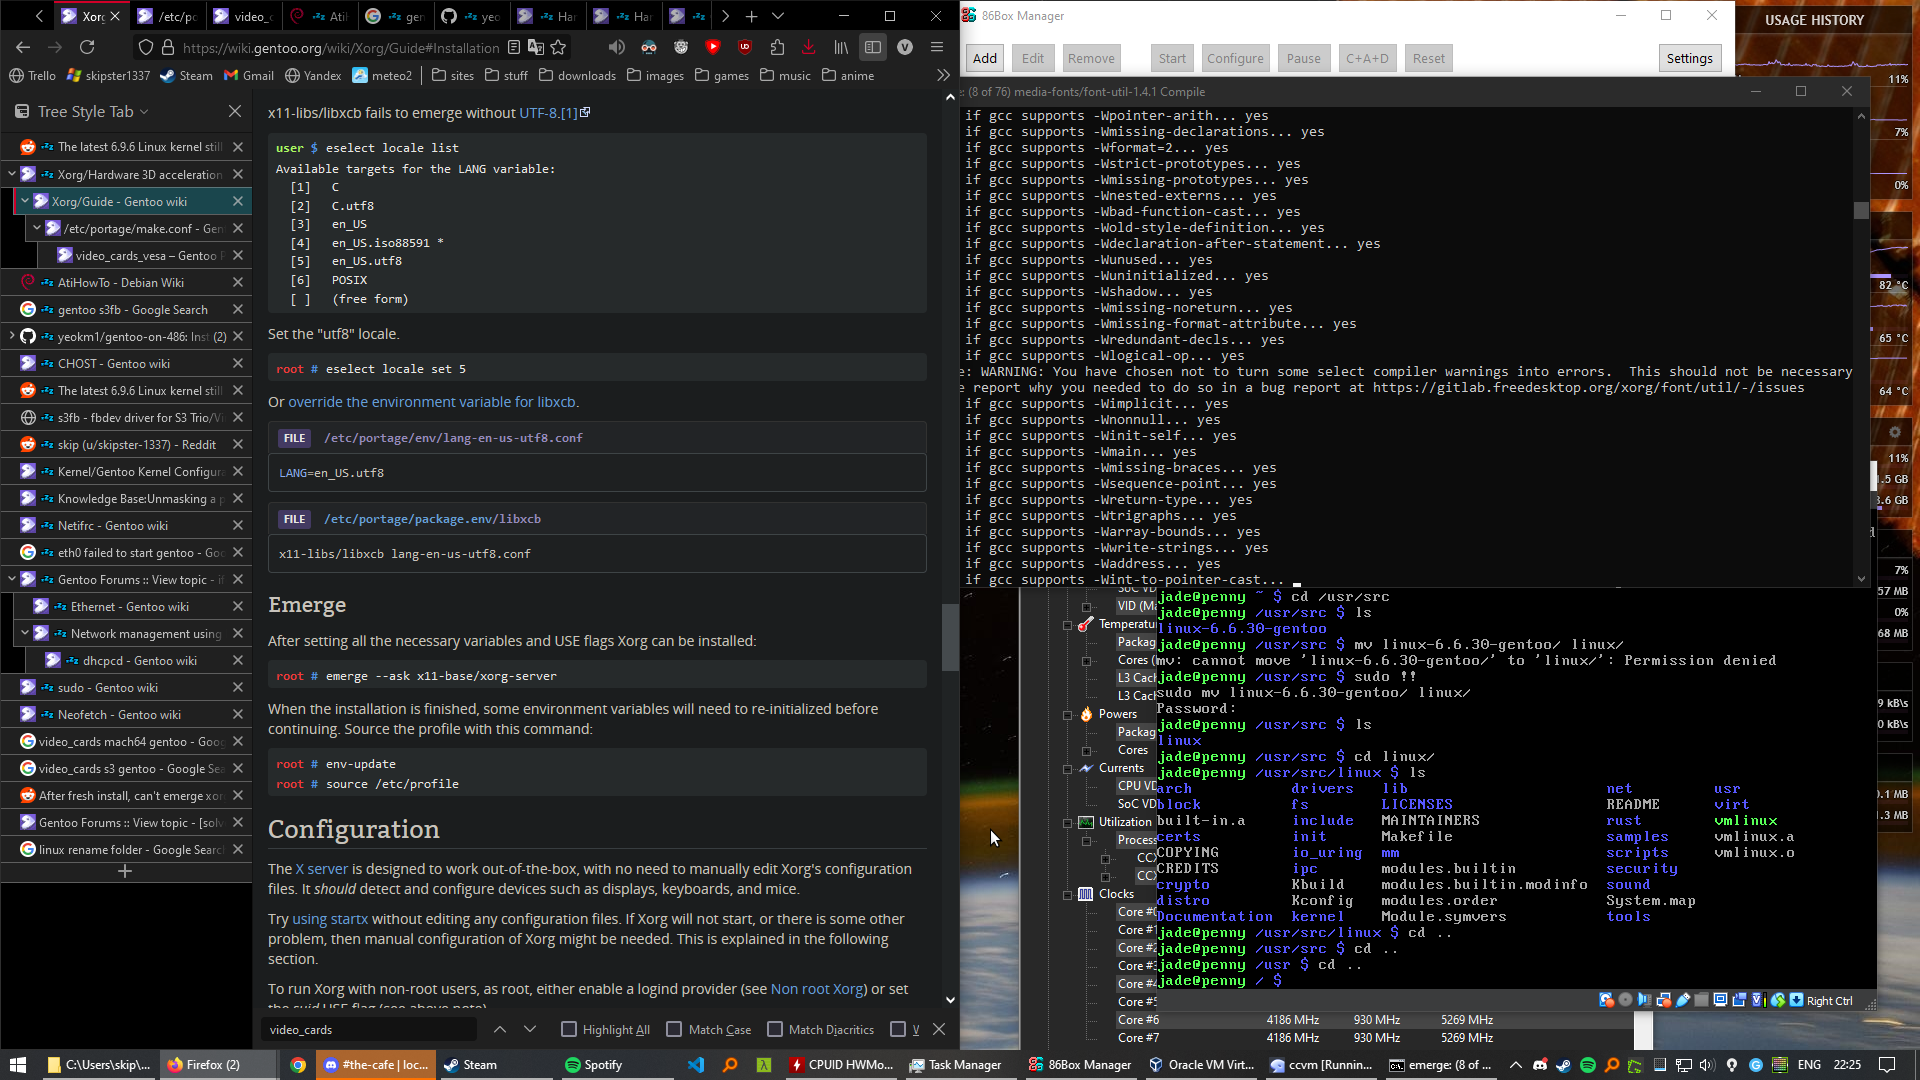 Xorg
/etc/po
video_c
Ati
gen
yeo
Har
Har
https://wiki.gentoo.org/wiki/Xorg/Guide#Installation
Trello
skipster1337
Steam
Gmail
Yandex
meteo2
sites
stuff
downloads
images
games
music
anime
Tree Style Tab
The latest 6.9.6 Linux kernel still
Xorg/Hardware 3D acceleration
Xorg/Guide - Gentoo wiki
/etc/portage/make.conf - Gen
video_cards_vesa – Gentoo P
AtiHowTo - Debian Wiki
gentoo s3fb - Google Search
yeokm1/gentoo-on-486: Inst (2)
CHOST - Gentoo wiki
The latest 6.9.6 Linux kernel still
s3fb - fbdev driver for S3 Trio/Vi
skip (u/skipster-1337) - Reddit
Kernel/Gentoo Kernel Configura
Knowledge Base:Unmasking a p
Netifrc - Gentoo wiki
eth0 failed to start gentoo - Goo
Gentoo Forums :: View topic - if
Ethernet - Gentoo wiki
Network management using
dhcpcd - Gentoo wiki
sudo - Gentoo wiki
Neofetch - Gentoo wiki
video_cards mach64 gentoo - Goog
video_cards s3 gentoo - Google Sea
After fresh install, can't emerge xor
Gentoo Forums :: View topic - [solv
linux rename folder - Google Search
x11-libs/libxcb fails to emerge without UTF-8.[1]
user $ eselect locale list
Available targets for the LANG variable:
[1] C
[2] C.utf8
[3] en_US
[4] en_US.iso88591 *
[5] en_US.utf8
[6] POSIX
[ ] (free form)
Set the "utf8" locale.
root # eselect locale set 5
Or override the environment variable for libxcb.
FILE /etc/portage/env/lang-en-us-utf8.conf
LANG=en_US.utf8
FILE /etc/portage/package.env/libxcb
x11-libs/libxcb lang-en-us-utf8.conf
Emerge
After setting all the necessary variables and USE flags Xorg can be installed:
root # emerge --ask x11-base/xorg-server
When the installation is finished, some environment variables will need to re-initialized before
continuing. Source the profile with this command:
root # env-update
root # source /etc/profile
Configuration
The X server is designed to work out-of-the-box, with no need to manually edit Xorg's configuration
files. It should detect and configure devices such as displays, keyboards, and mice.
Try using startx without editing any configuration files. If Xorg will not start, or there is some other
problem, then manual configuration of Xorg might be needed. This is explained in the following
section.
To run Xorg with non-root users, as root, either enable a logind provider (see Non root Xorg) or set
the suid USE flag (see above note)
video_cards
Highlight All
Match Case
Match Diacritics
W
86Box Manager
Add
Edit
Remove
Start
Configure
Pause
C+A+D
Reset
Settings
e: (8 of 76) media-fonts/font-util-1.4.1 Compile
if gcc supports -Wpointer-arith... yes
if gcc supports -Wmissing-declarations... yes
if gcc supports -Wformat=2... yes
if gcc supports -Wstrict-prototypes... yes
if gcc supports -Wmissing-prototypes... yes
if gcc supports -Wnested-externs... yes
if gcc supports -Wbad-function-cast... yes
if gcc supports -Wold-style-definition... yes
if gcc supports -Wdeclaration-after-statement... yes
if gcc supports -Wunused... yes
if gcc supports -Wuninitialized... yes
if gcc supports -Wshadow... yes
if gcc supports -Wmissing-noreturn... yes
if gcc supports -Wmissing-format-attribute... yes
if gcc supports -Wredundant-decls... yes
if gcc supports -Wlogical-op... yes
e: WARNING: You have chosen not to turn some select compiler warnings into errors.  This should not be necessary
e report why you needed to do so in a bug report at https://gitlab.freedesktop.org/xorg/font/util/-/issues
if gcc supports -Wimplicit... yes
if gcc supports -Wnonnull... yes
if gcc supports -Winit-self... yes
if gcc supports -Wmain... yes
if gcc supports -Wmissing-braces... yes
if gcc supports -Wsequence-point... yes
if gcc supports -Wreturn-type... yes
if gcc supports -Wtrigraphs... yes
if gcc supports -Warray-bounds... yes
if gcc supports -Wwrite-strings... yes
if gcc supports -Waddress... yes
if gcc supports -Wint-to-pointer-cast...
USAGE HISTORY
11%
7%
0%
82 °C
65 °C
64 °C
11%
.5 GB
3.6 GB
7%
57 MB
0%
68 MB
9 kB/s
0 kB/s
0.1 MB
1.3 MB
SoC VD
VID (Ma
Temperatur
Packag
Cores (
L3 Cach
L3 Cach
Powers
Packag
Cores
Currents
CPU VD
SoC VD
Utilization
Process
CCX
CCX
Clocks
Core #0
Core #1
Core #2
Core #3
Core #4
Core #5
Core #6 4186 MHz 930 MHz 5269 MHz
Core #7 4186 MHz 930 MHz 5269 MHz
jade@penny ~ $ cd /usr/src
jade@penny /usr/src $ ls
linux-6.6.30-gentoo
jade@penny /usr/src $ mv linux-6.6.30-gentoo/ linux/
mv: cannot move 'linux-6.6.30-gentoo/' to 'linux/': Permission denied
jade@penny /usr/src $ sudo !!
sudo mv linux-6.6.30-gentoo/ linux/
Password:
jade@penny /usr/src $ ls
linux
jade@penny /usr/src $ cd linux/
jade@penny /usr/src/linux $ ls
arch drivers lib net usr
block fs LICENSES README virt
built-in.a include MAINTAINERS rust vmlinux
certs init Makefile samples vmlinux.a
COPYING io_uring mm scripts vmlinux.o
CREDITS ipc modules.builtin security
crypto Kbuild modules.builtin.modinfo sound
distro Kconfig modules.order System.map
Documentation kernel Module.symvers tools
jade@penny /usr/src/linux $ cd ..
jade@penny /usr/src $ cd ..
jade@penny /usr $ cd ..
jade@penny / $
Right Ctrl
C:\Users\skip\...
Firefox (2)
#the-cafe | loc...
Steam
Spotify
CPUID HWMo...
Task Manager
86Box Manager
Oracle VM Virt...
ccvm [Runnin...
emerge: (8 of ...
ENG
22:25